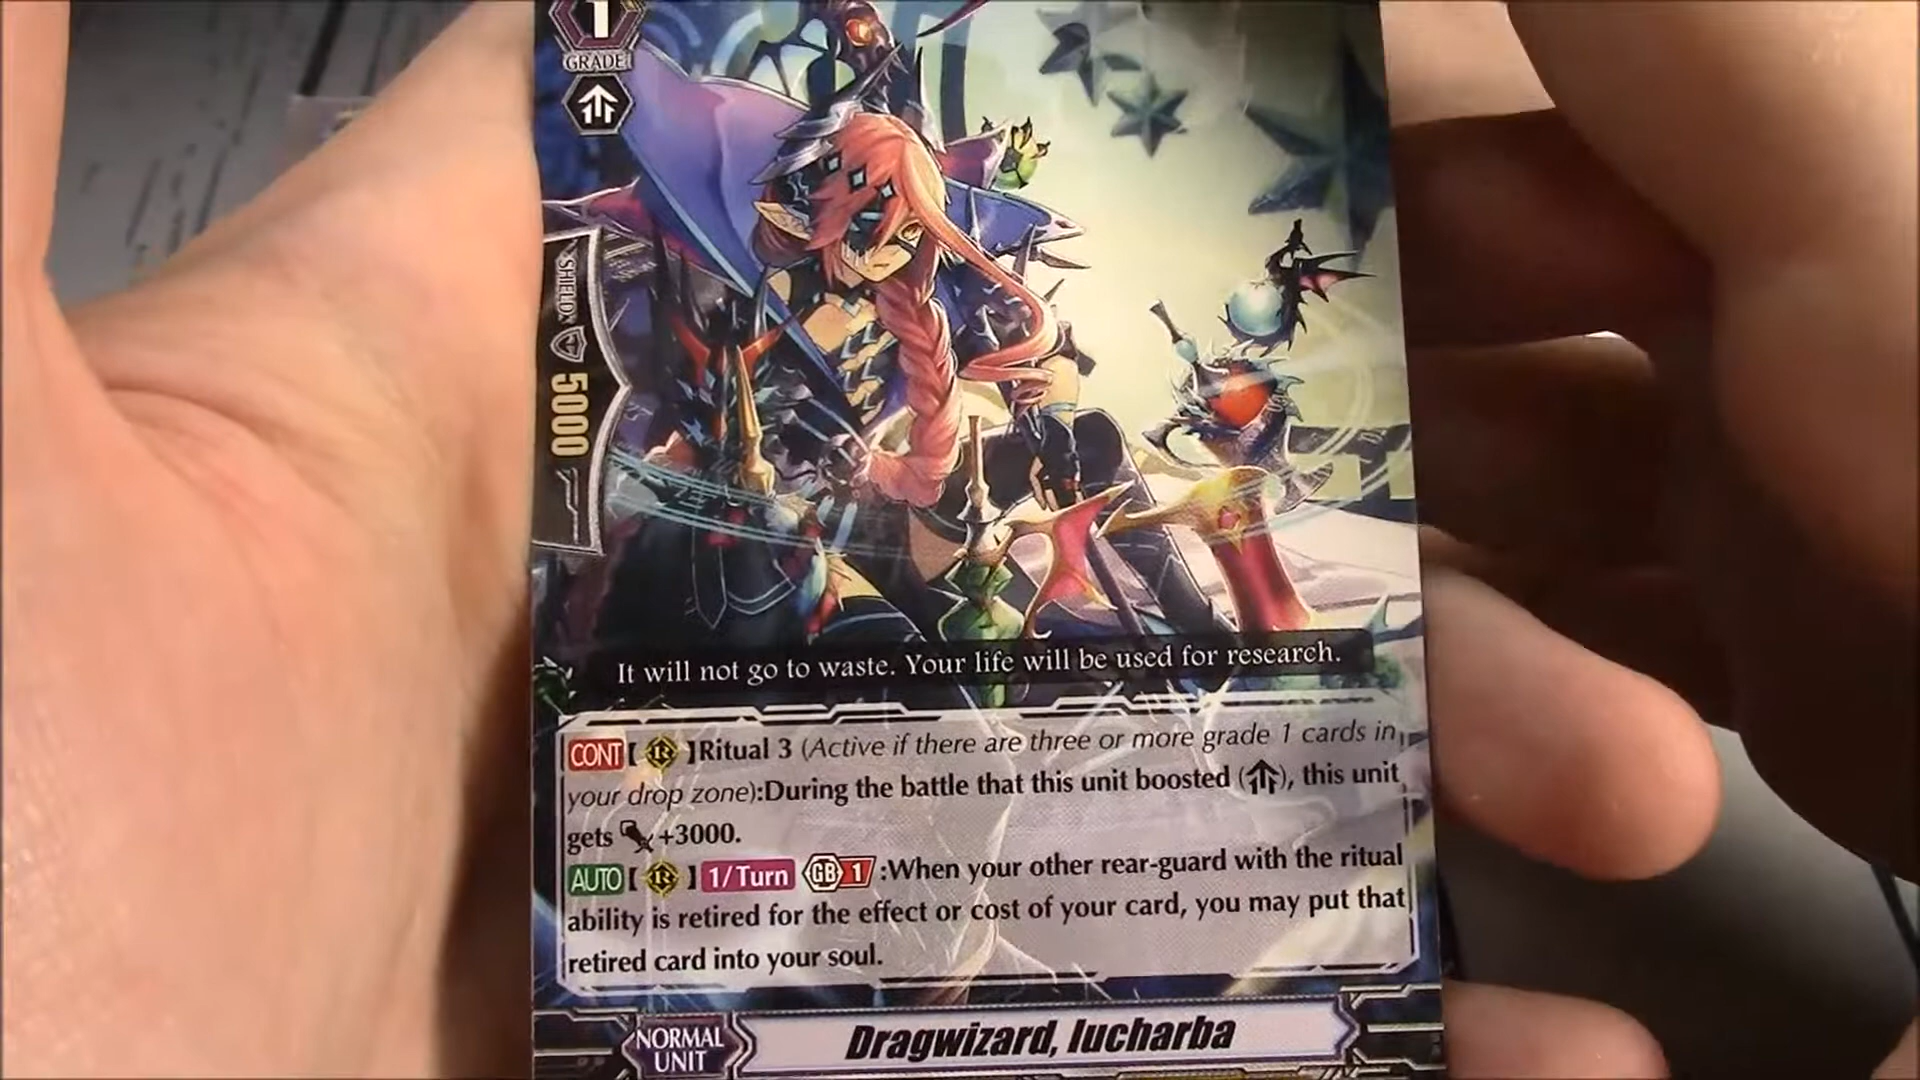 1
GRADE
SHIELD
5000
It will not go to waste. Your life will be used for research.
CONT【R】Ritual 3 (Active if there are three or more grade 1 cards in
your drop zone):During the battle that this unit boosted ( ), this unit
gets +3000.
AUTO【R】1/Turn GB 1 :When your other rear-guard with the ritual
ability is retired for the effect or cost of your card, you may put that
retired card into your soul.
NORMAL
UNIT
Dragwizard, Iucharba